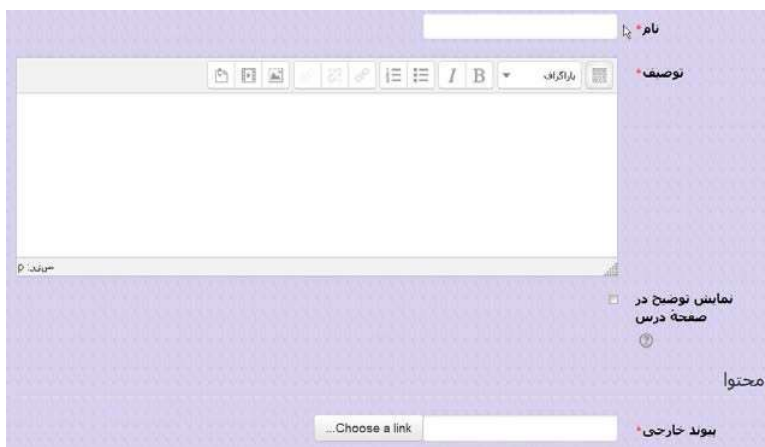 نام*
توصیف*
پاراگراف B I
مسیر: p
نمایش توضیح در
صفحهٔ درس
محتوا
پیوند خارجی* Choose a link...